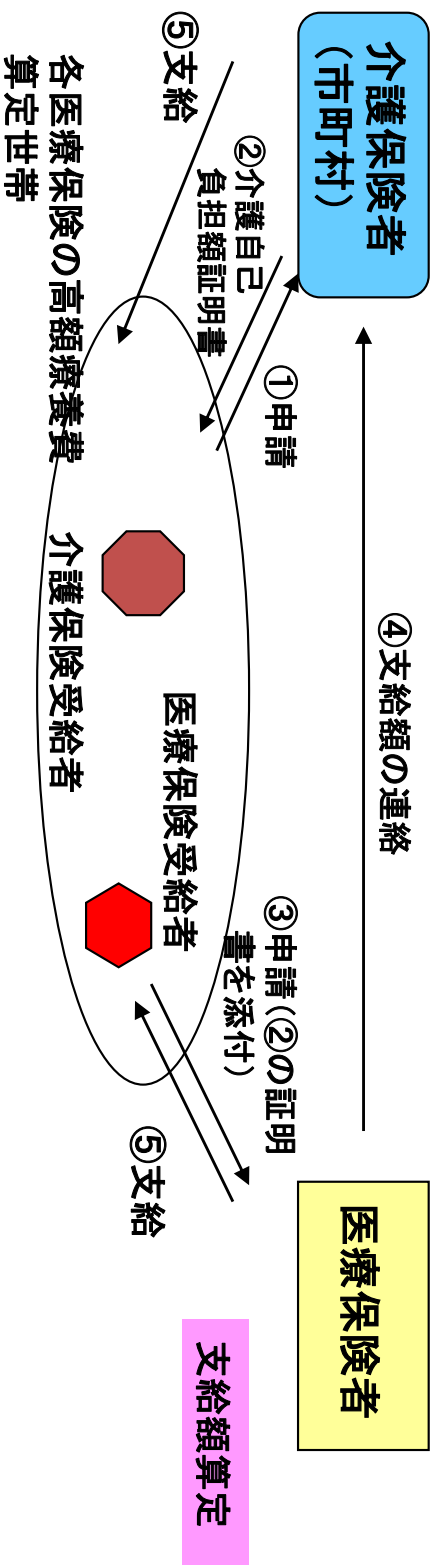 介護保険者
（市町村）
④支給額の連絡
医療保険者
①申請
②介護自己
負担額証明書
③申請（②の証明
書を添付）
支給額算定
⑤支給
医療保険受給者
⑤支給
介護保険受給者
各医療保険の高額療養費
算定世帯